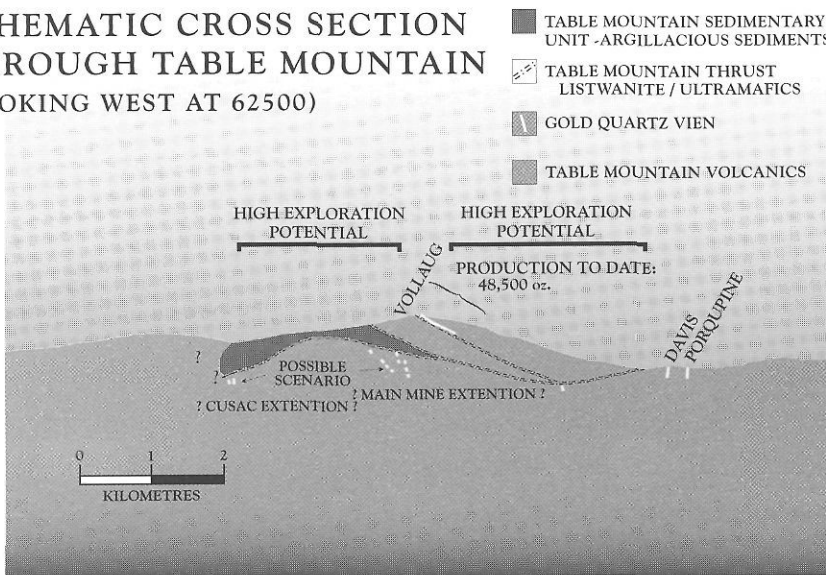 HEMATIC CROSS SECTION
ROUGH TABLE MOUNTAIN
OKING WEST AT 62500)
TABLE MOUNTAIN SEDIMENTARY
UNIT -ARGILLACIOUS SEDIMENTS
TABLE MOUNTAIN THRUST
LISTWANITE / ULTRAMAFICS
GOLD QUARTZ VIEN
TABLE MOUNTAIN VOLCANICS
HIGH EXPLORATION
POTENTIAL
HIGH EXPLORATION
POTENTIAL
VOLLAUG
PRODUCTION TO DATE:
48,500 oz.
DAVIS
PORQUPINE
?
?
POSSIBLE
SCENARIO
? CUSAC EXTENTION ?
? MAIN MINE EXTENTION ?
0 1 2
KILOMETRES